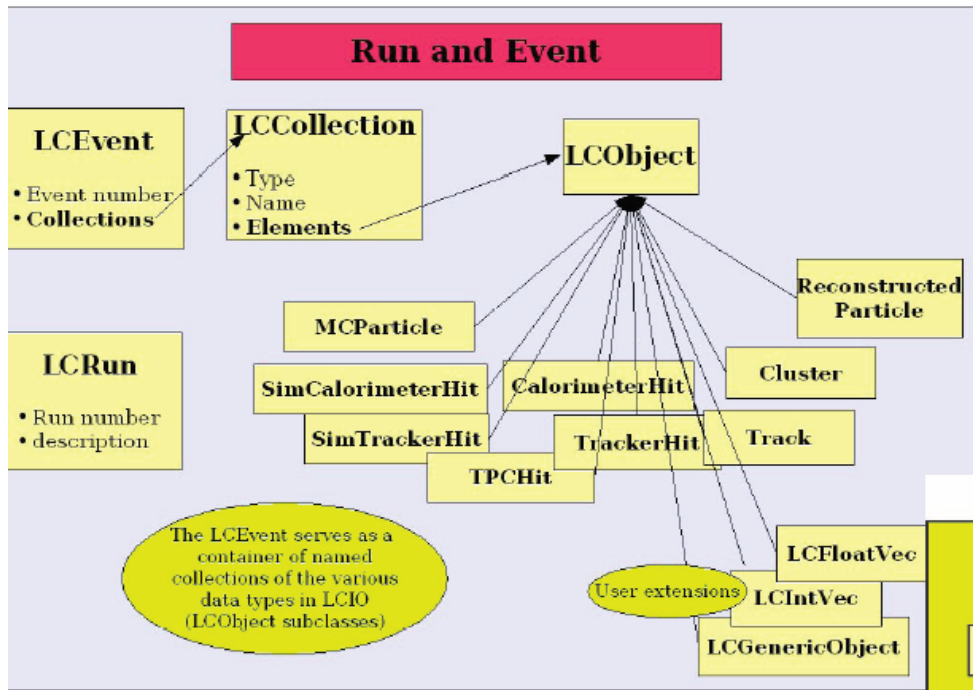 Run and Event
LCEvent
• Event number
• Collections
LCCollection
• Type
• Name
• Elements
LCObject
LCRun
• Run number
• description
MCParticle
SimCalorimeterHit
SimTrackerHit
TPCHit
CalorimeterHit
TrackerHit
Track
Cluster
Reconstructed
Particle
The LCEvent serves as a
container of named
collections of the various
data types in LCIO
(LCObject subclasses)
User extensions
LCFloatVec
LCIntVec
LCGenericObject